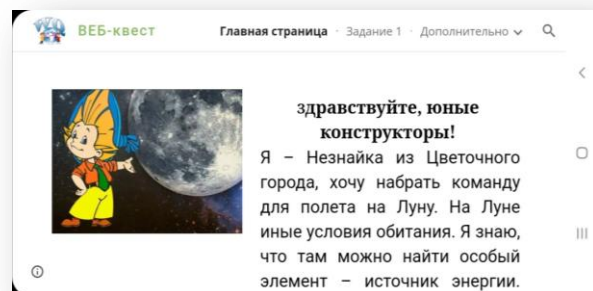 ВЕБ-квест
Главная страница · Задание 1 · Дополнительно
здравствуйте, юные
конструкторы!
Я – Незнайка из Цветочного
города, хочу набрать команду
для полета на Луну. На Луне
иные условия обитания. Я знаю,
что там можно найти особый
элемент – источник энергии.